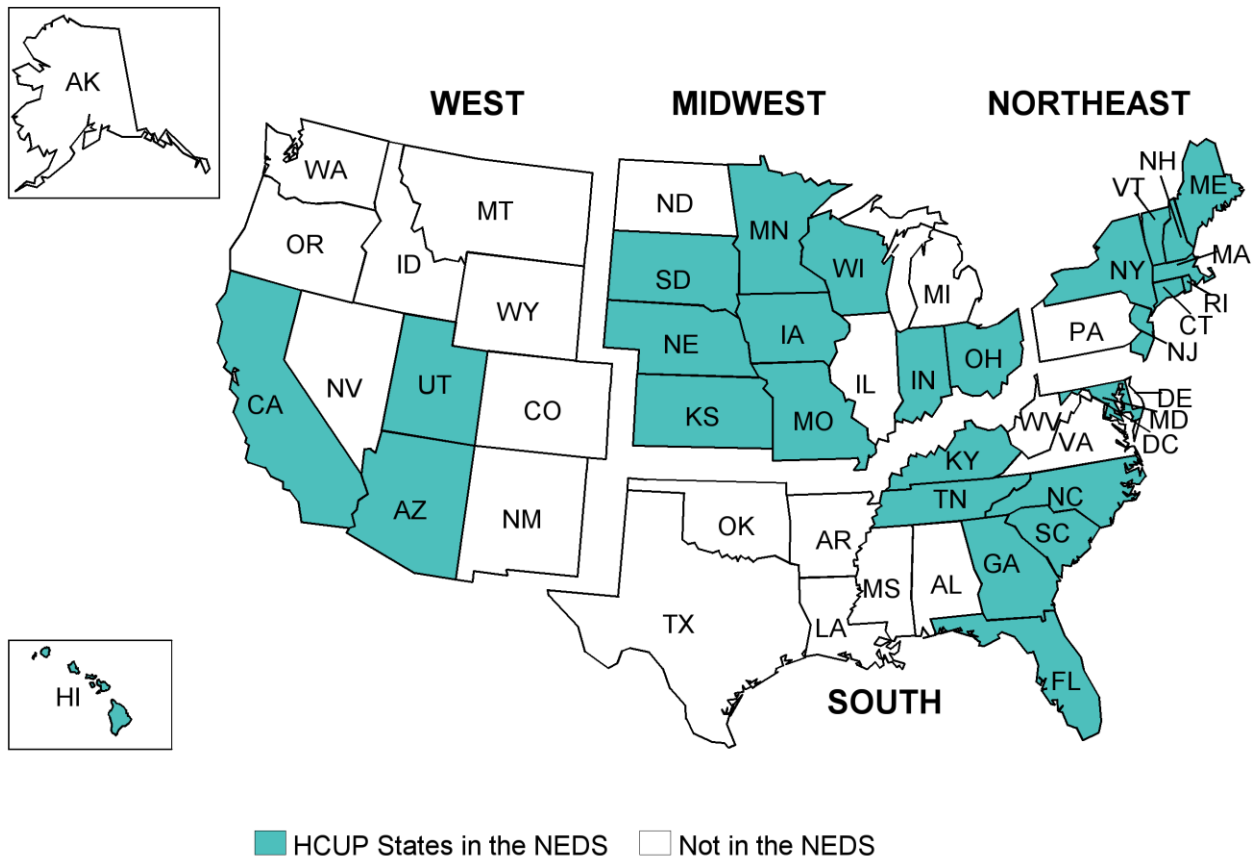 AK
WEST
MIDWEST
NORTHEAST
WA
MT
ND
MN
NH
VT
ME
OR
ID
WY
SD
WI
MI
NY
MA
RI
CT
NJ
PA
NE
IA
NV
UT
CO
CA
KS
MO
IL
IN
OH
DE
MD
DC
WV
VA
KY
AZ
NM
OK
AR
TN
NC
SC
TX
LA
MS
AL
GA
FL
SOUTH
HI
HCUP States in the NEDS
Not in the NEDS